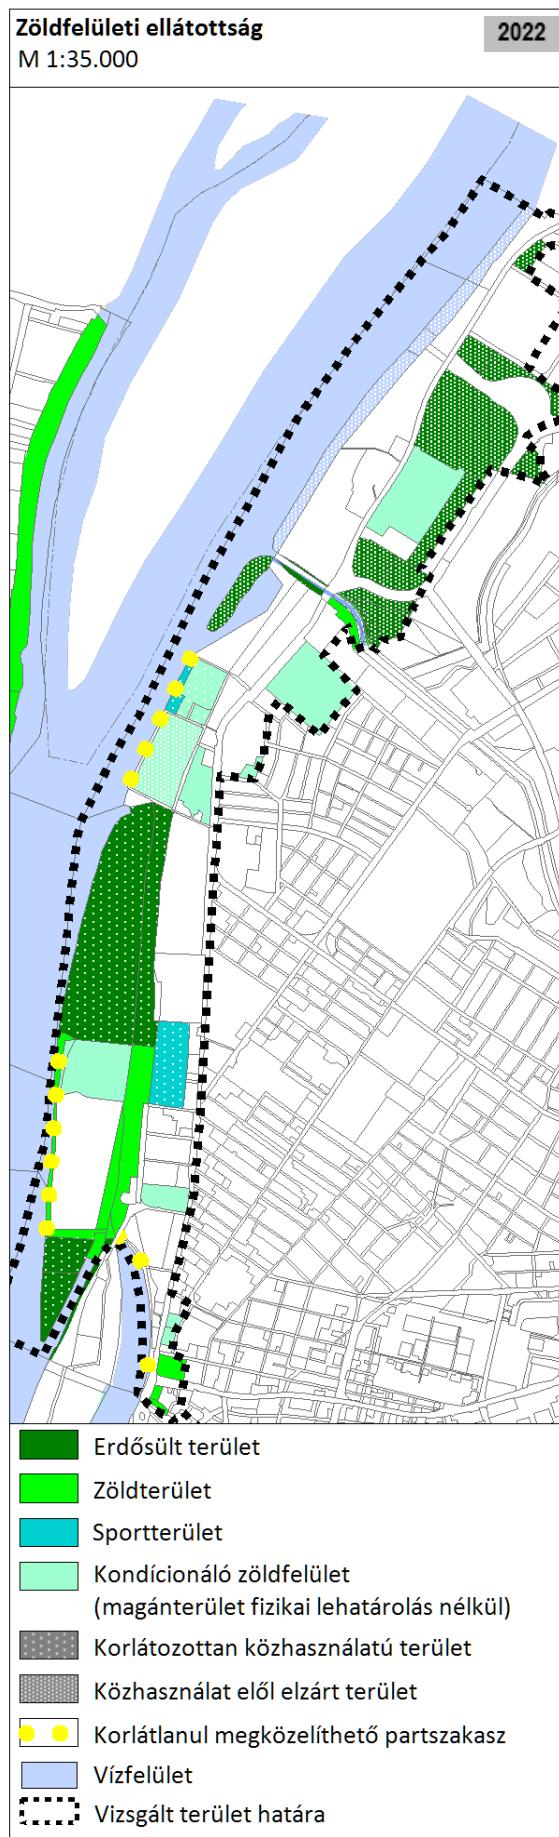 Zöldfelületi ellátottság
2022
M 1:35.000
Erdősült terület
Zöldterület
Sportterület
Kondícionáló zöldfelület
(magánterület fizikai lehatárolás nélkül)
Korlátozottan közhasználatú terület
Közhasználat elől elzárt terület
Korlátlanul megközelíthető partszakasz
Vízfelület
Vizsgált terület határa